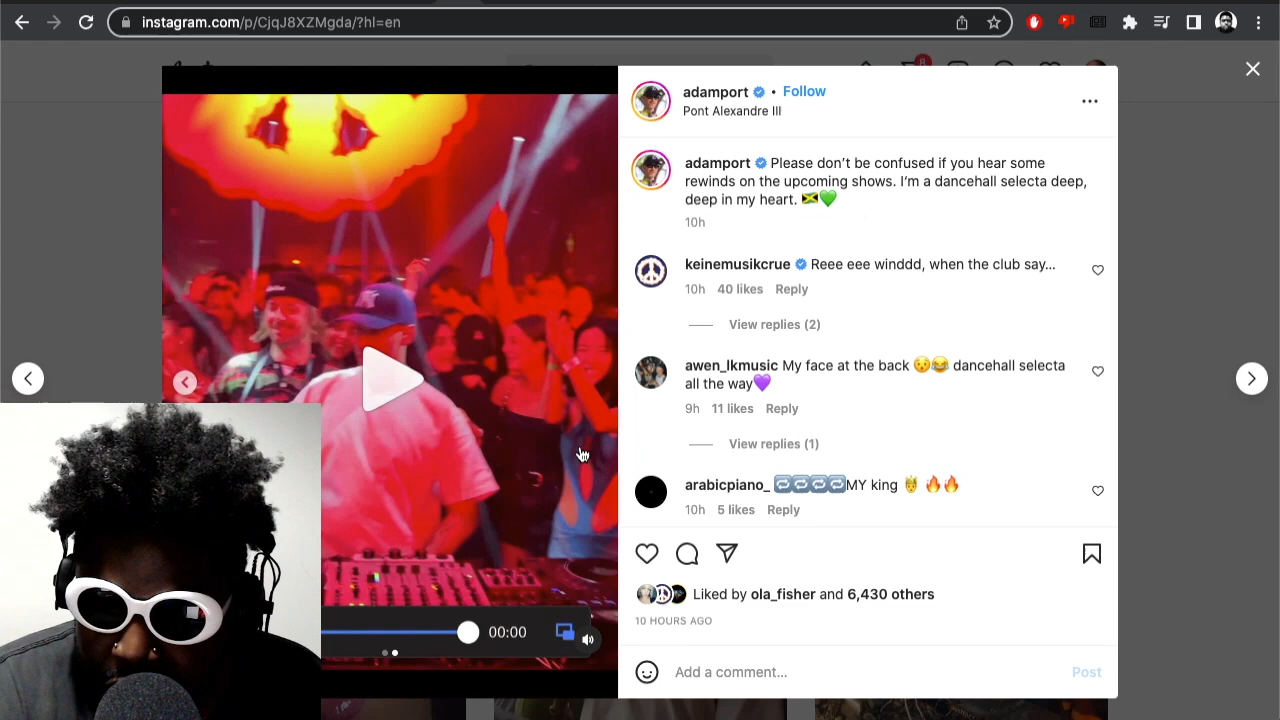 instagram.com/p/CjqJ8XZMgda/?hl=en
8
adamport • Follow
Pont Alexandre III
adamport Please don’t be confused if you hear some
rewinds on the upcoming shows. I’m a dancehall selecta deep,
deep in my heart. 🇯🇲💚
10h
keinemusikcrue Reee eee winddd, when the club say...
10h 40 likes Reply
View replies (2)
awen_lkmusic My face at the back 😯😂 dancehall selecta
all the way💜
9h 11 likes Reply
View replies (1)
arabicpiano_ 🔁🔁🔁🔁MY king 🤴 🔥🔥
10h 5 likes Reply
Liked by ola_fisher and 6,430 others
10 HOURS AGO
00:00
Add a comment...
Post